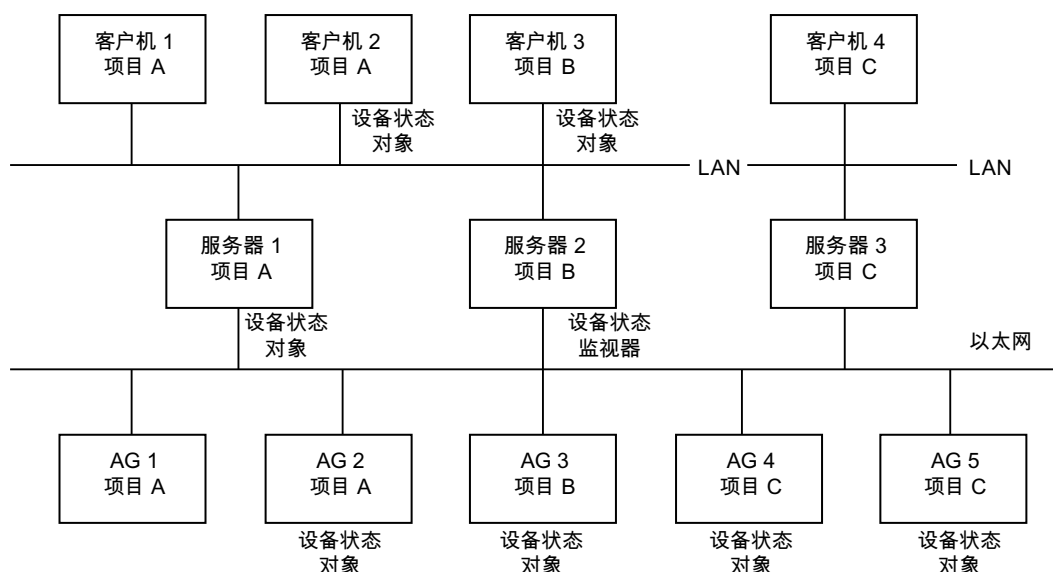 客户机 1
项目 A
客户机 2
项目 A
客户机 3
项目 B
客户机 4
项目 C
设备状态
对象
设备状态
对象
LAN
LAN
服务器 1
项目 A
服务器 2
项目 B
服务器 3
项目 C
设备状态
对象
设备状态
监视器
以太网
AG 1
项目 A
AG 2
项目 A
AG 3
项目 B
AG 4
项目 C
AG 5
项目 C
设备状态
对象
设备状态
对象
设备状态
对象
设备状态
对象